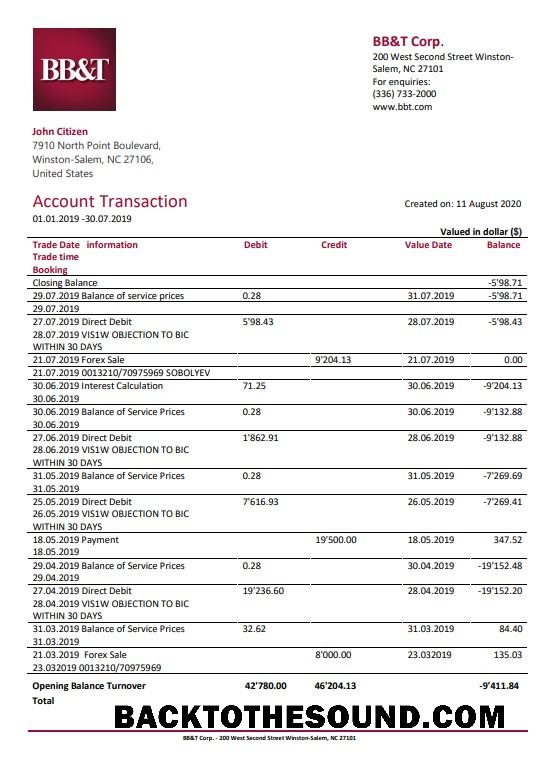 BB&T
BB&T Corp.
200 West Second Street Winston-
Salem, NC 27101
For enquiries:
(336) 733-2000
www.bbt.com
John Citizen
7910 North Point Boulevard,
Winston-Salem, NC 27106,
United States
Account Transaction
Created on: 11 August 2020
01.01.2019 -30.07.2019
Valued in dollar ($)
Trade Date information Debit Credit Value Date Balance
Trade time
Booking
Closing Balance -5'98.71
29.07.2019 Balance of service prices 0.28 31.07.2019 -5'98.71
29.07.2019
27.07.2019 Direct Debit 5'98.43 28.07.2019 -5'98.43
28.07.2019 VIS1W OBJECTION TO BIC
WITHIN 30 DAYS
21.07.2019 Forex Sale 9'204.13 21.07.2019 0.00
21.07.2019 0013210/70975969 SOBOLYEV
30.06.2019 Interest Calculation 71.25 30.06.2019 -9'204.13
30.06.2019
30.06.2019 Balance of Service Prices 0.28 30.06.2019 -9'132.88
30.06.2019
27.06.2019 Direct Debit 1'862.91 28.06.2019 -9'132.88
28.06.2019 VIS1W OBJECTION TO BIC
WITHIN 30 DAYS
31.05.2019 Balance of Service Prices 0.28 31.05.2019 -7'269.69
31.05.2019
25.05.2019 Direct Debit 7'616.93 26.05.2019 -7'269.41
26.05.2019 VIS1W OBJECTION TO BIC
WITHIN 30 DAYS
18.05.2019 Payment 19'500.00 18.05.2019 347.52
18.05.2019
29.04.2019 Balance of Service Prices 0.28 30.04.2019 -19'152.48
29.04.2019
27.04.2019 Direct Debit 19'236.60 28.04.2019 -19'152.20
28.04.2019 VIS1W OBJECTION TO BIC
WITHIN 30 DAYS
31.03.2019 Balance of Service Prices 32.62 31.03.2019 84.40
31.03.2019
21.03.2019 Forex Sale 8'000.00 23.032019 135.03
23.032019 0013210/70975969
Opening Balance Turnover 42'780.00 46'204.13 -9'411.84
Total
BACKTOTHESOUND.COM
BB&T Corp. - 200 West Second Street Winston-Salem, NC 27101